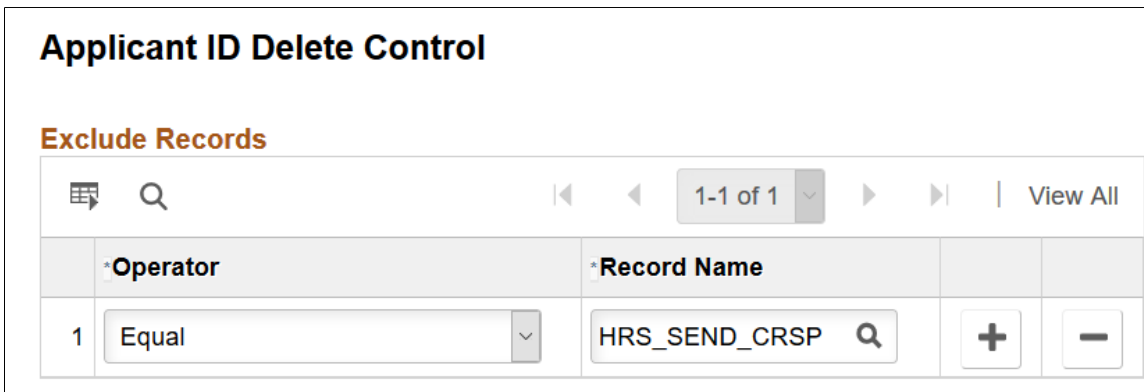 Applicant ID Delete Control
Exclude Records
1-1 of 1 | View All
*Operator *Record Name
1 Equal HRS_SEND_CRSP